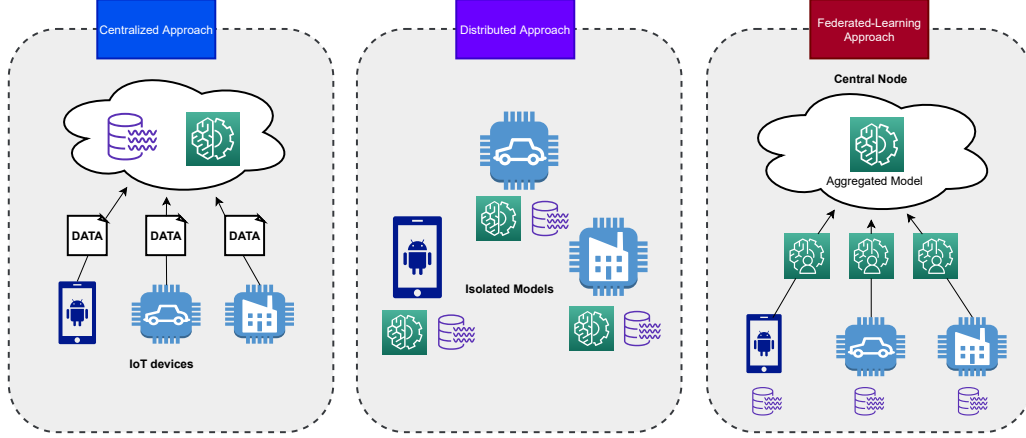 Centralized Approach
DATA
DATA
DATA
IoT devices
Distributed Approach
Isolated Models
Federated-Learning
Approach
Central Node
Aggregated Model